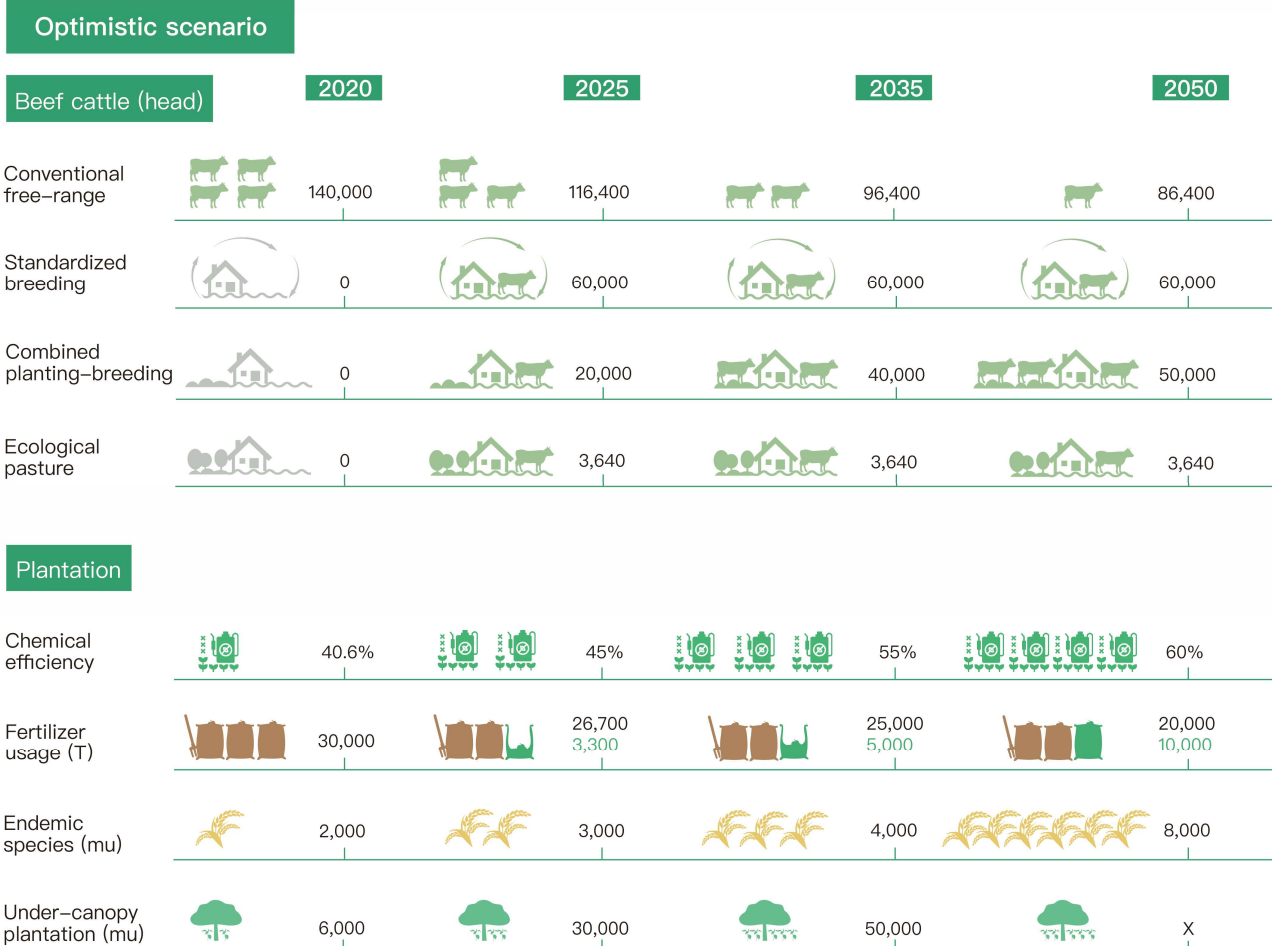 Optimistic scenario
Beef cattle (head)
2020
2025
2035
2050
Conventional
free–range
140,000
116,400
96,400
86,400
Standardized
breeding
0
60,000
60,000
60,000
Combined
planting–breeding
0
20,000
40,000
50,000
Ecological
pasture
0
3,640
3,640
3,640
Plantation
Chemical
efficiency
40.6%
45%
55%
60%
Fertilizer
usage (T)
30,000
26,700
3,300
25,000
5,000
20,000
10,000
Endemic
species (mu)
2,000
3,000
4,000
8,000
Under–canopy
plantation (mu)
6,000
30,000
50,000
X